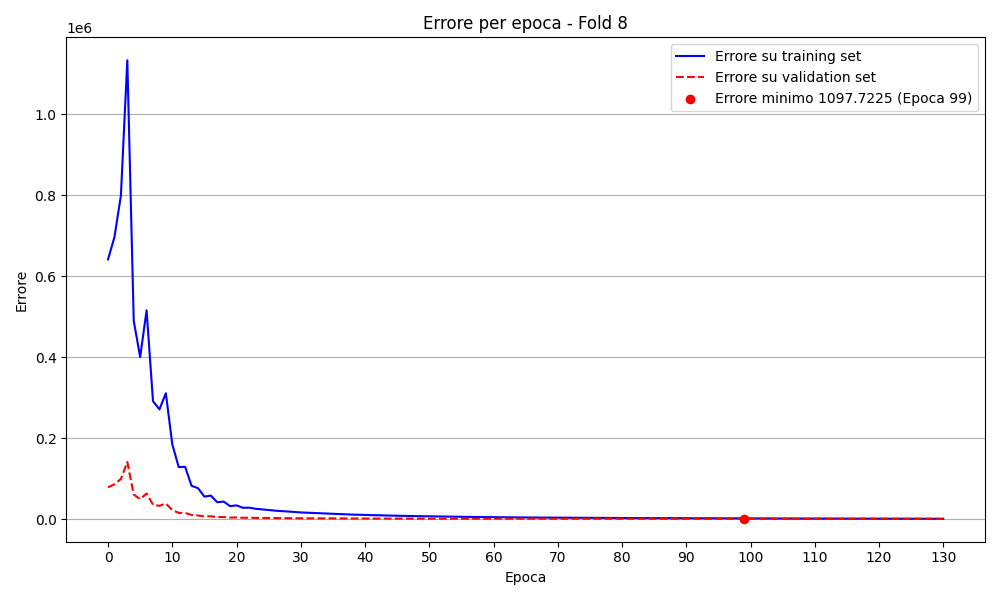 Errore per epoca - Fold 8
1e6
Errore su training set
Errore su validation set
Errore minimo 1097.7225 (Epoca 99)
1.0
0.8
0.6
0.4
0.2
0.0
Errore
0 10 20 30 40 50 60 70 80 90 100 110 120 130
Epoca